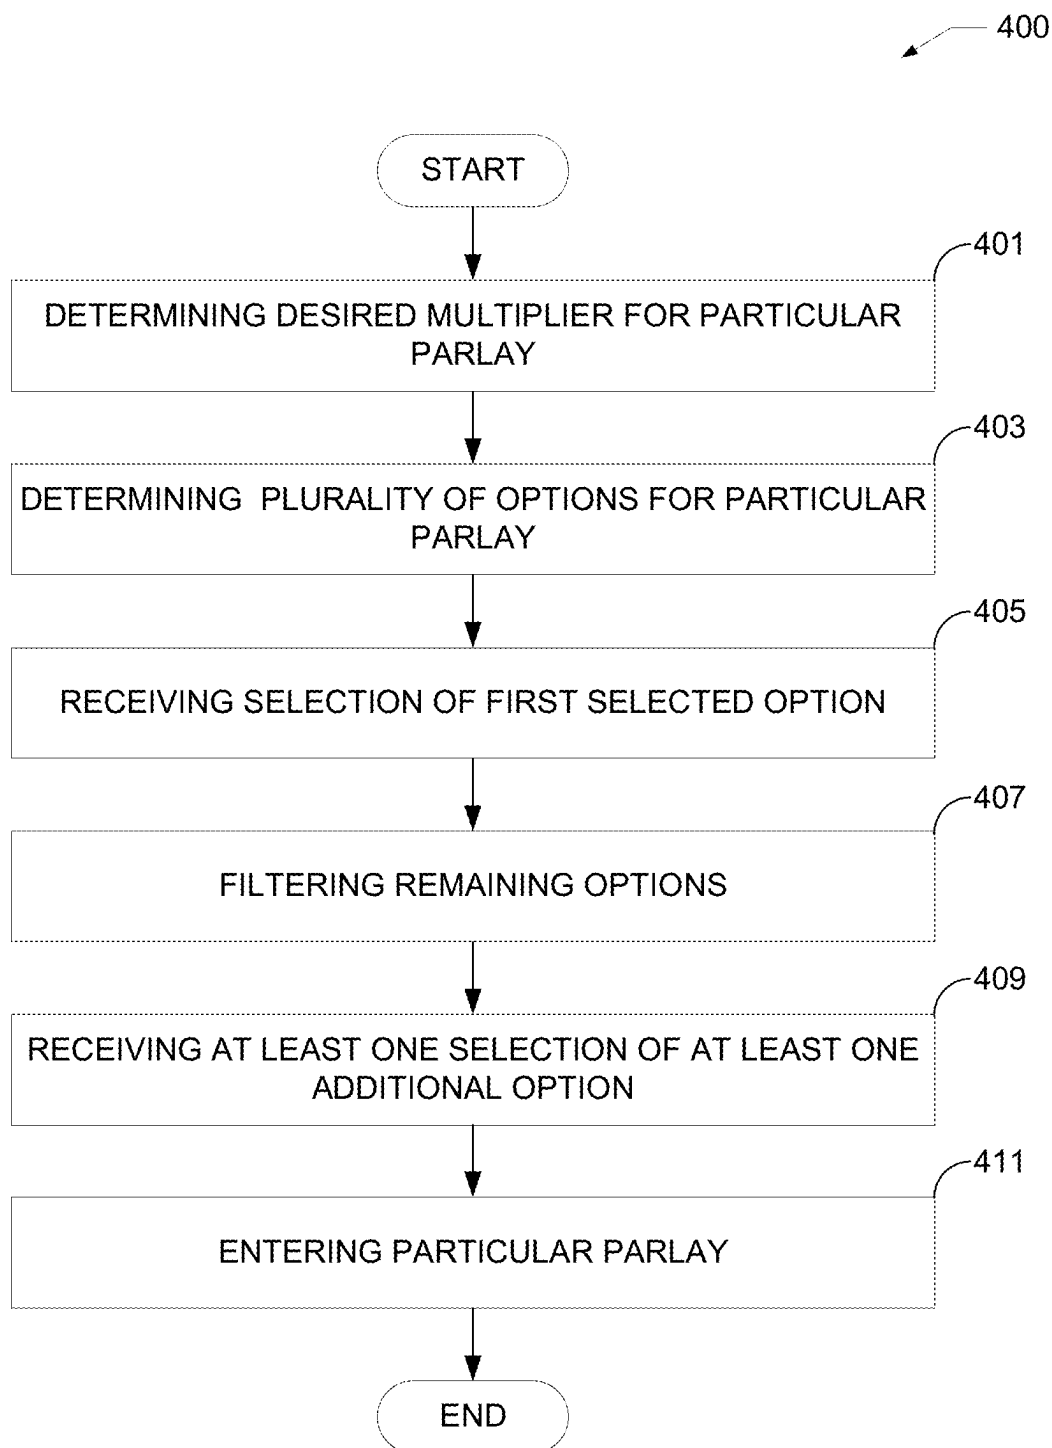 400
START
401
DETERMINING DESIRED MULTIPLIER FOR PARTICULAR
PARLAY
403
DETERMINING PLURALITY OF OPTIONS FOR PARTICULAR
PARLAY
405
RECEIVING SELECTION OF FIRST SELECTED OPTION
407
FILTERING REMAINING OPTIONS
409
RECEIVING AT LEAST ONE SELECTION OF AT LEAST ONE
ADDITIONAL OPTION
411
ENTERING PARTICULAR PARLAY
END